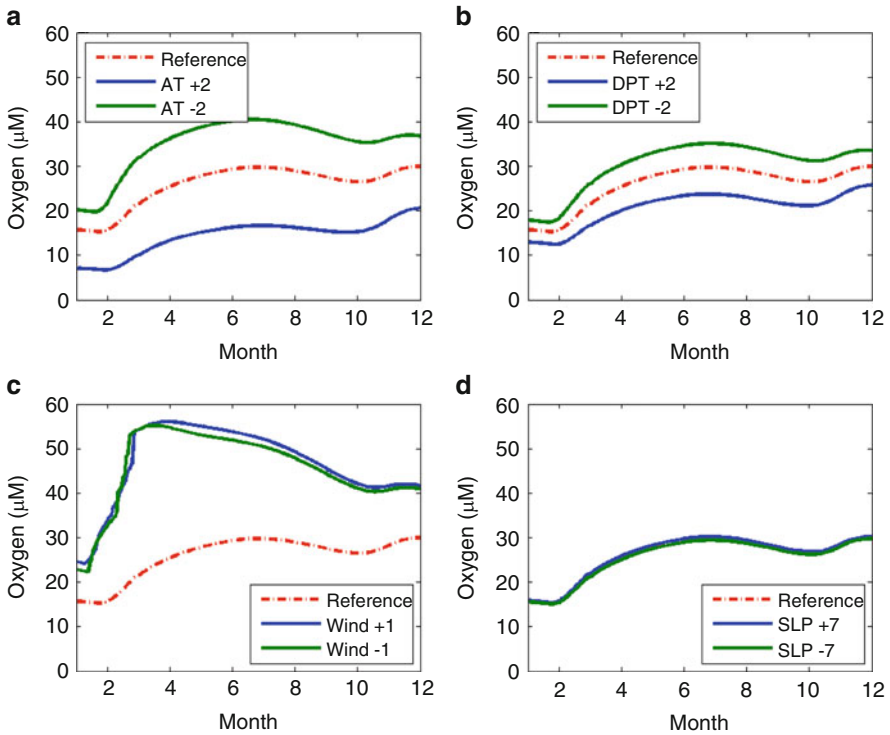 a
60
50
40
30
20
10
0
Oxygen (μM)
Reference
AT +2
AT -2
2 4 6 8 10 12
Month
b
60
50
40
30
20
10
0
Oxygen (μM)
Reference
DPT +2
DPT -2
2 4 6 8 10 12
Month
c
60
50
40
30
20
10
0
Oxygen (μM)
Reference
Wind +1
Wind -1
2 4 6 8 10 12
Month
d
60
50
40
30
20
10
0
Oxygen (μM)
Reference
SLP +7
SLP -7
2 4 6 8 10 12
Month